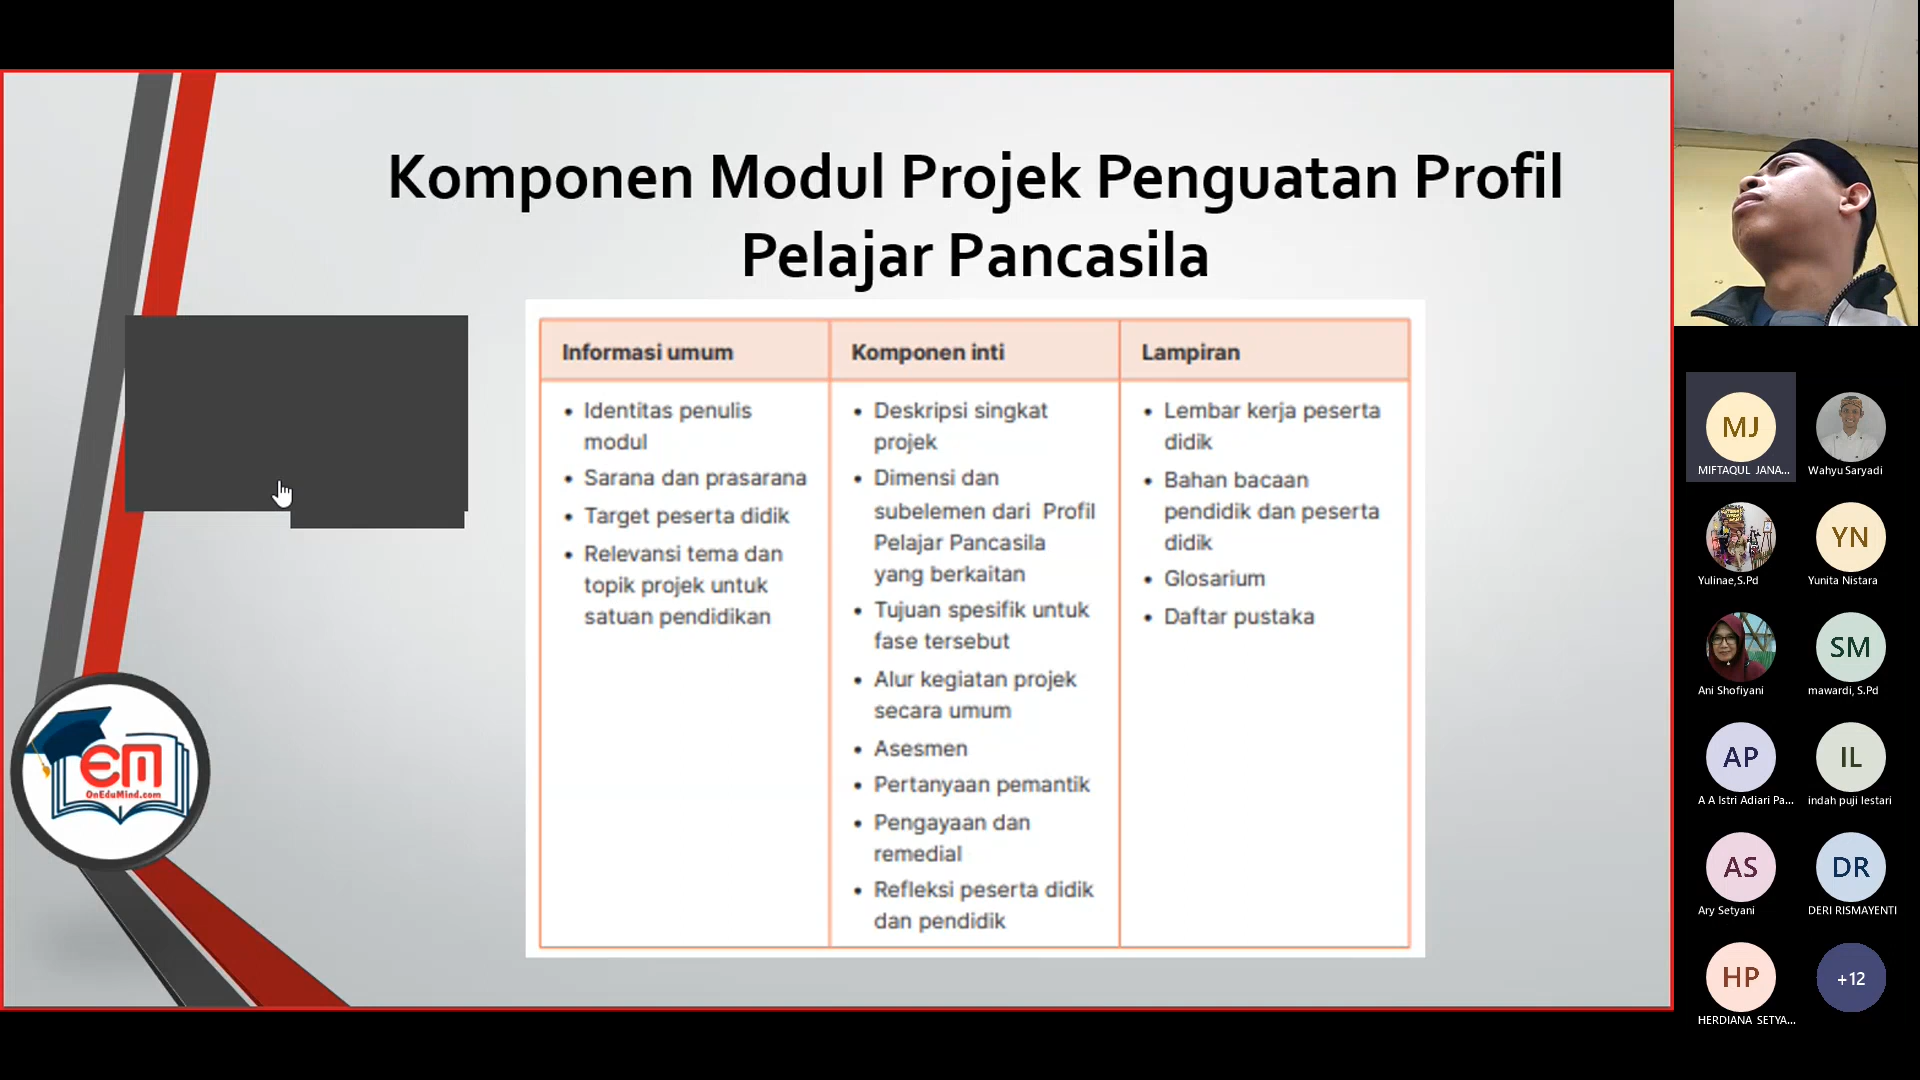 Komponen Modul Projek Penguatan Profil
Pelajar Pancasila
Informasi umum
• Identitas penulis
modul
• Sarana dan prasarana
• Target peserta didik
• Relevansi tema dan
topik projek untuk
satuan pendidikan
Komponen inti
• Deskripsi singkat
projek
• Dimensi dan
subelemen dari Profil
Pelajar Pancasila
yang berkaitan
• Tujuan spesifik untuk
fase tersebut
• Alur kegiatan projek
secara umum
• Asesmen
• Pertanyaan pemantik
• Pengayaan dan
remedial
• Refleksi peserta didik
dan pendidik
Lampiran
• Lembar kerja peserta
didik
• Bahan bacaan
pendidik dan peserta
didik
• Glosarium
• Daftar pustaka
EM
OnEduMind.com
MJ
MIFTAQUL JANA...
Wahyu Saryadi
Yulinae,S.Pd
YN
Yunita Nistara
Ani Shofiyani
SM
mawardi, S.Pd
AP
A A Istri Adiari Pa...
IL
indah puji lestari
AS
Ary Setyani
DR
DERI RISMAYENTI
HP
HERDIANA SETYA...
+12